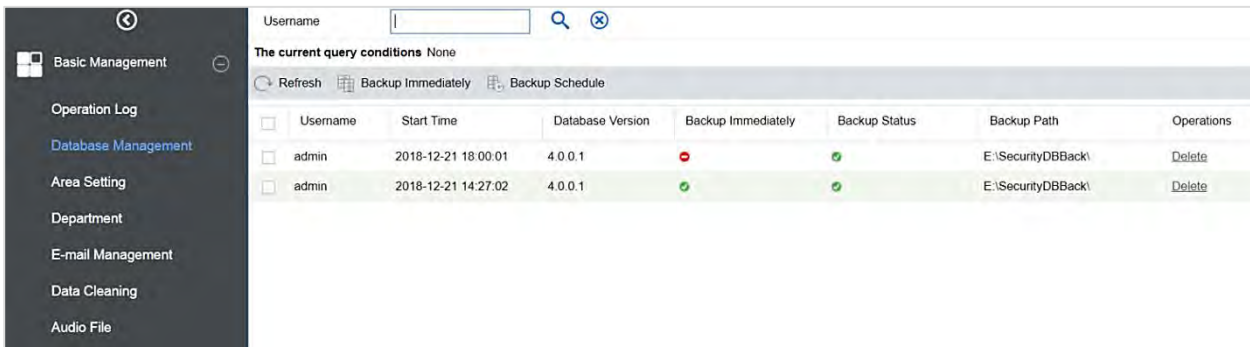 Username
The current query conditions None
Refresh Backup Immediately Backup Schedule
Username Start Time Database Version Backup Immediately Backup Status Backup Path Operations
admin 2018-12-21 18:00:01 4.0.0.1 E:\SecurityDBBack\ Delete
admin 2018-12-21 14:27:02 4.0.0.1 E:\SecurityDBBack\ Delete
Basic Management
Operation Log
Database Management
Area Setting
Department
E-mail Management
Data Cleaning
Audio File